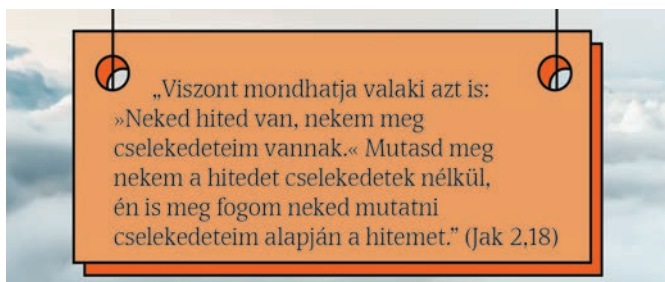 „Viszont mondhatja valaki azt is:
»Neked hited van, nekem meg
cselekedeteim vannak.« Mutasd meg
nekem a hitedet cselekedetek nélkül,
én is meg fogom neked mutatni
cselekedeteim alapján a hitemet.” (Jak 2,18)